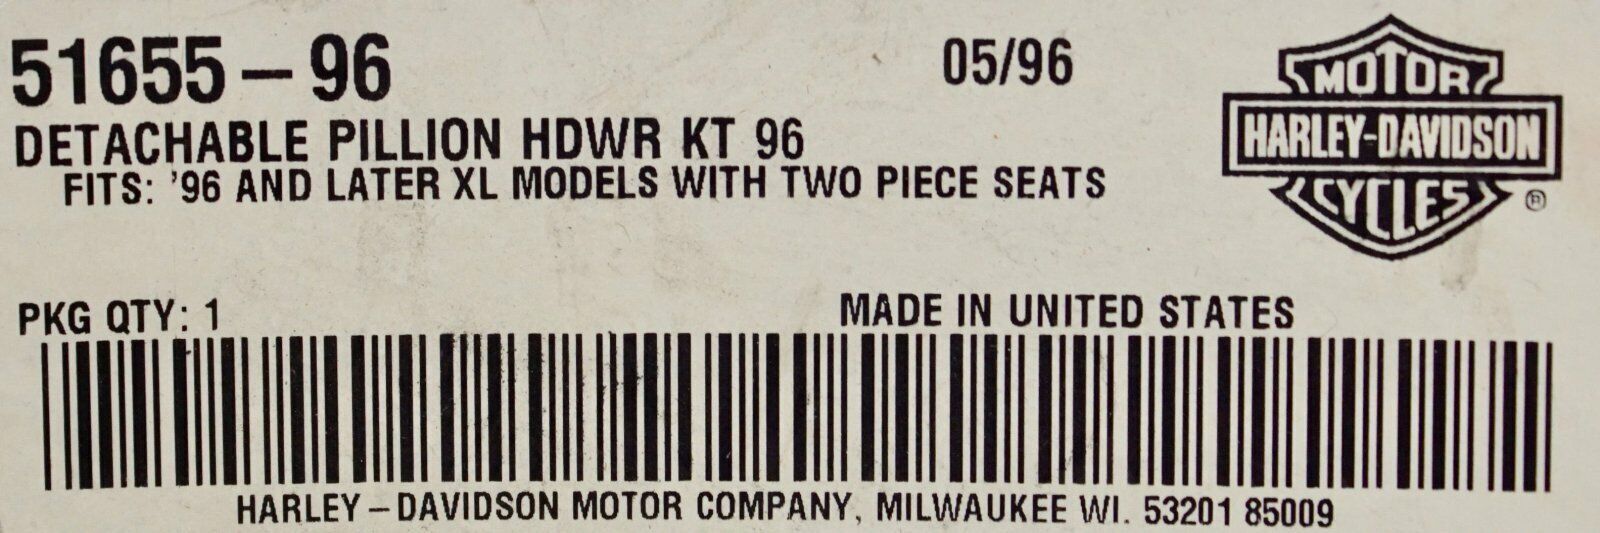 51655–96
05/96
DETACHABLE PILLION HDWR KT 96
FITS: '96 AND LATER XL MODELS WITH TWO PIECE SEATS
MOTOR
HARLEY-DAVIDSON
CYCLES
®
PKG QTY: 1
MADE IN UNITED STATES
HARLEY–DAVIDSON MOTOR COMPANY, MILWAUKEE WI. 53201 85009